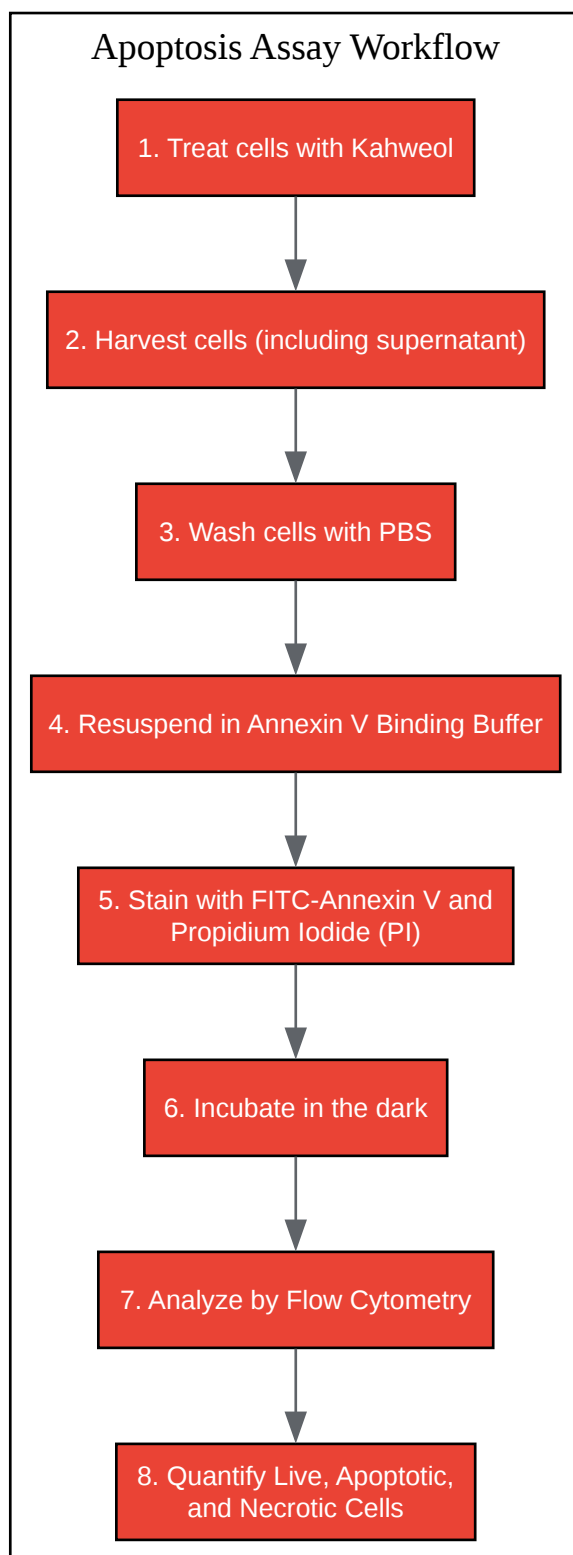 Apoptosis Assay Workflow
1. Treat cells with Kahweol
2. Harvest cells (including supernatant)
3. Wash cells with PBS
4. Resuspend in Annexin V Binding Buffer
5. Stain with FITC-Annexin V and
Propidium Iodide (PI)
6. Incubate in the dark
7. Analyze by Flow Cytometry
8. Quantify Live, Apoptotic,
and Necrotic Cells